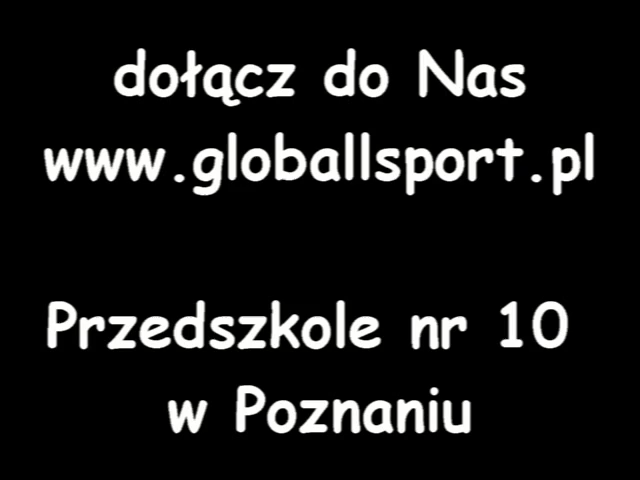 dołącz do Nas
www.globallsport.pl
Przedszkole nr 10
w Poznaniu